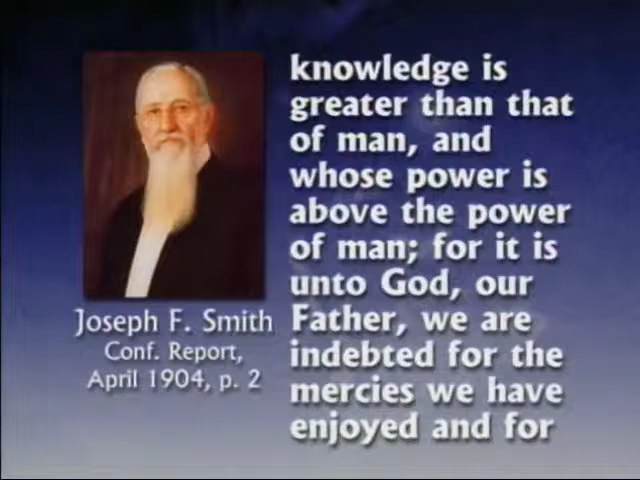 knowledge is
greater than that
of man, and
whose power is
above the power
of man; for it is
unto God, our
Father, we are
indebted for the
mercies we have
enjoyed and for
Joseph F. Smith
Conf. Report,
April 1904, p. 2